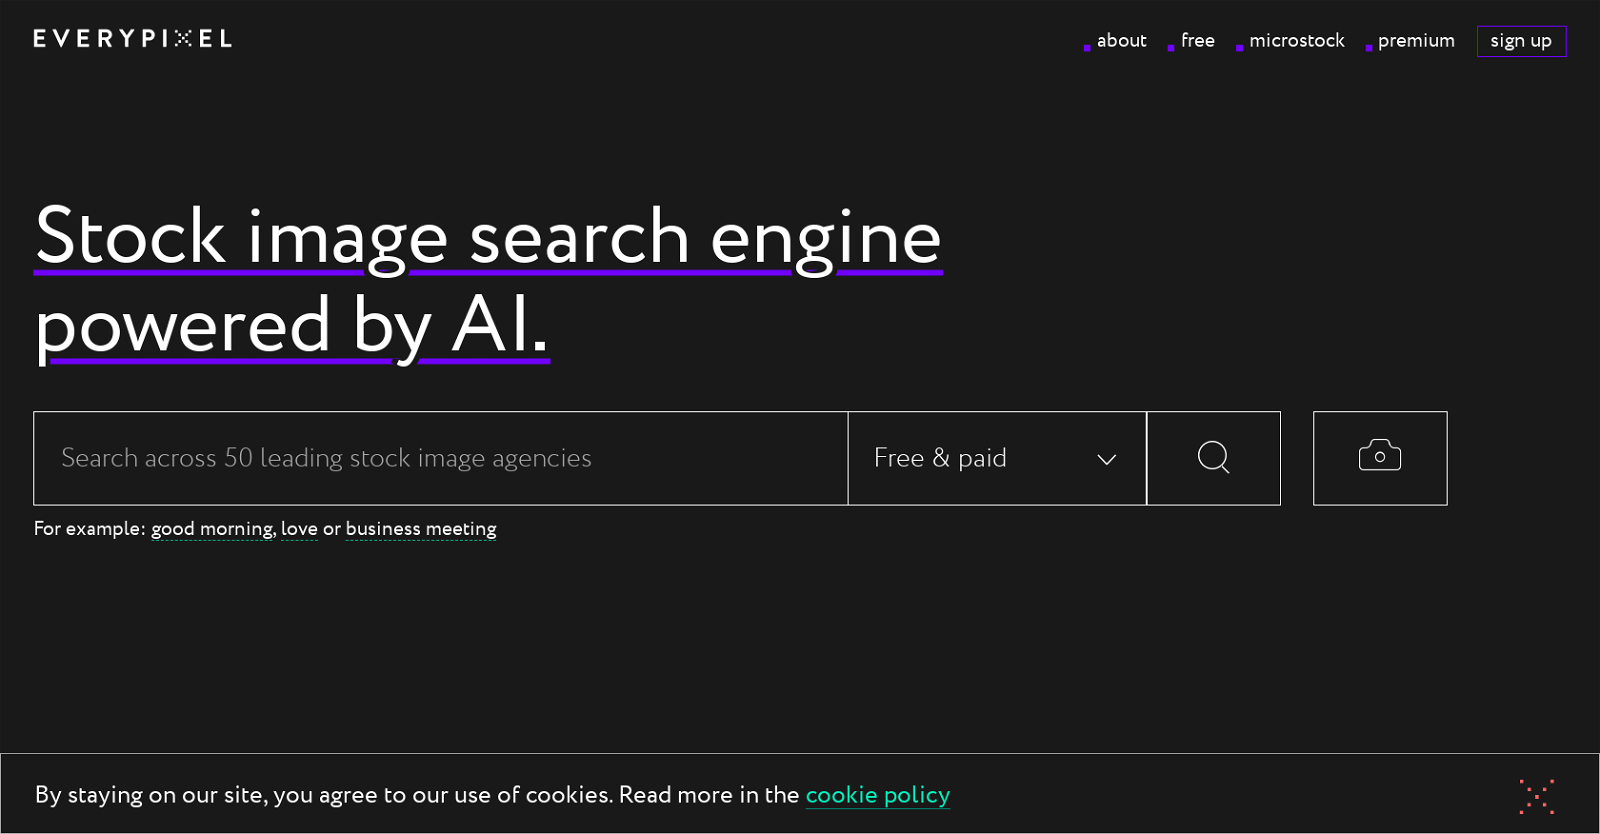 EVERYPIXEL
about free microstock premium sign up
Stock image search engine
powered by AI.
Search across 50 leading stock image agencies Free & paid
For example: good morning, love or business meeting
By staying on our site, you agree to our use of cookies. Read more in the cookie policy